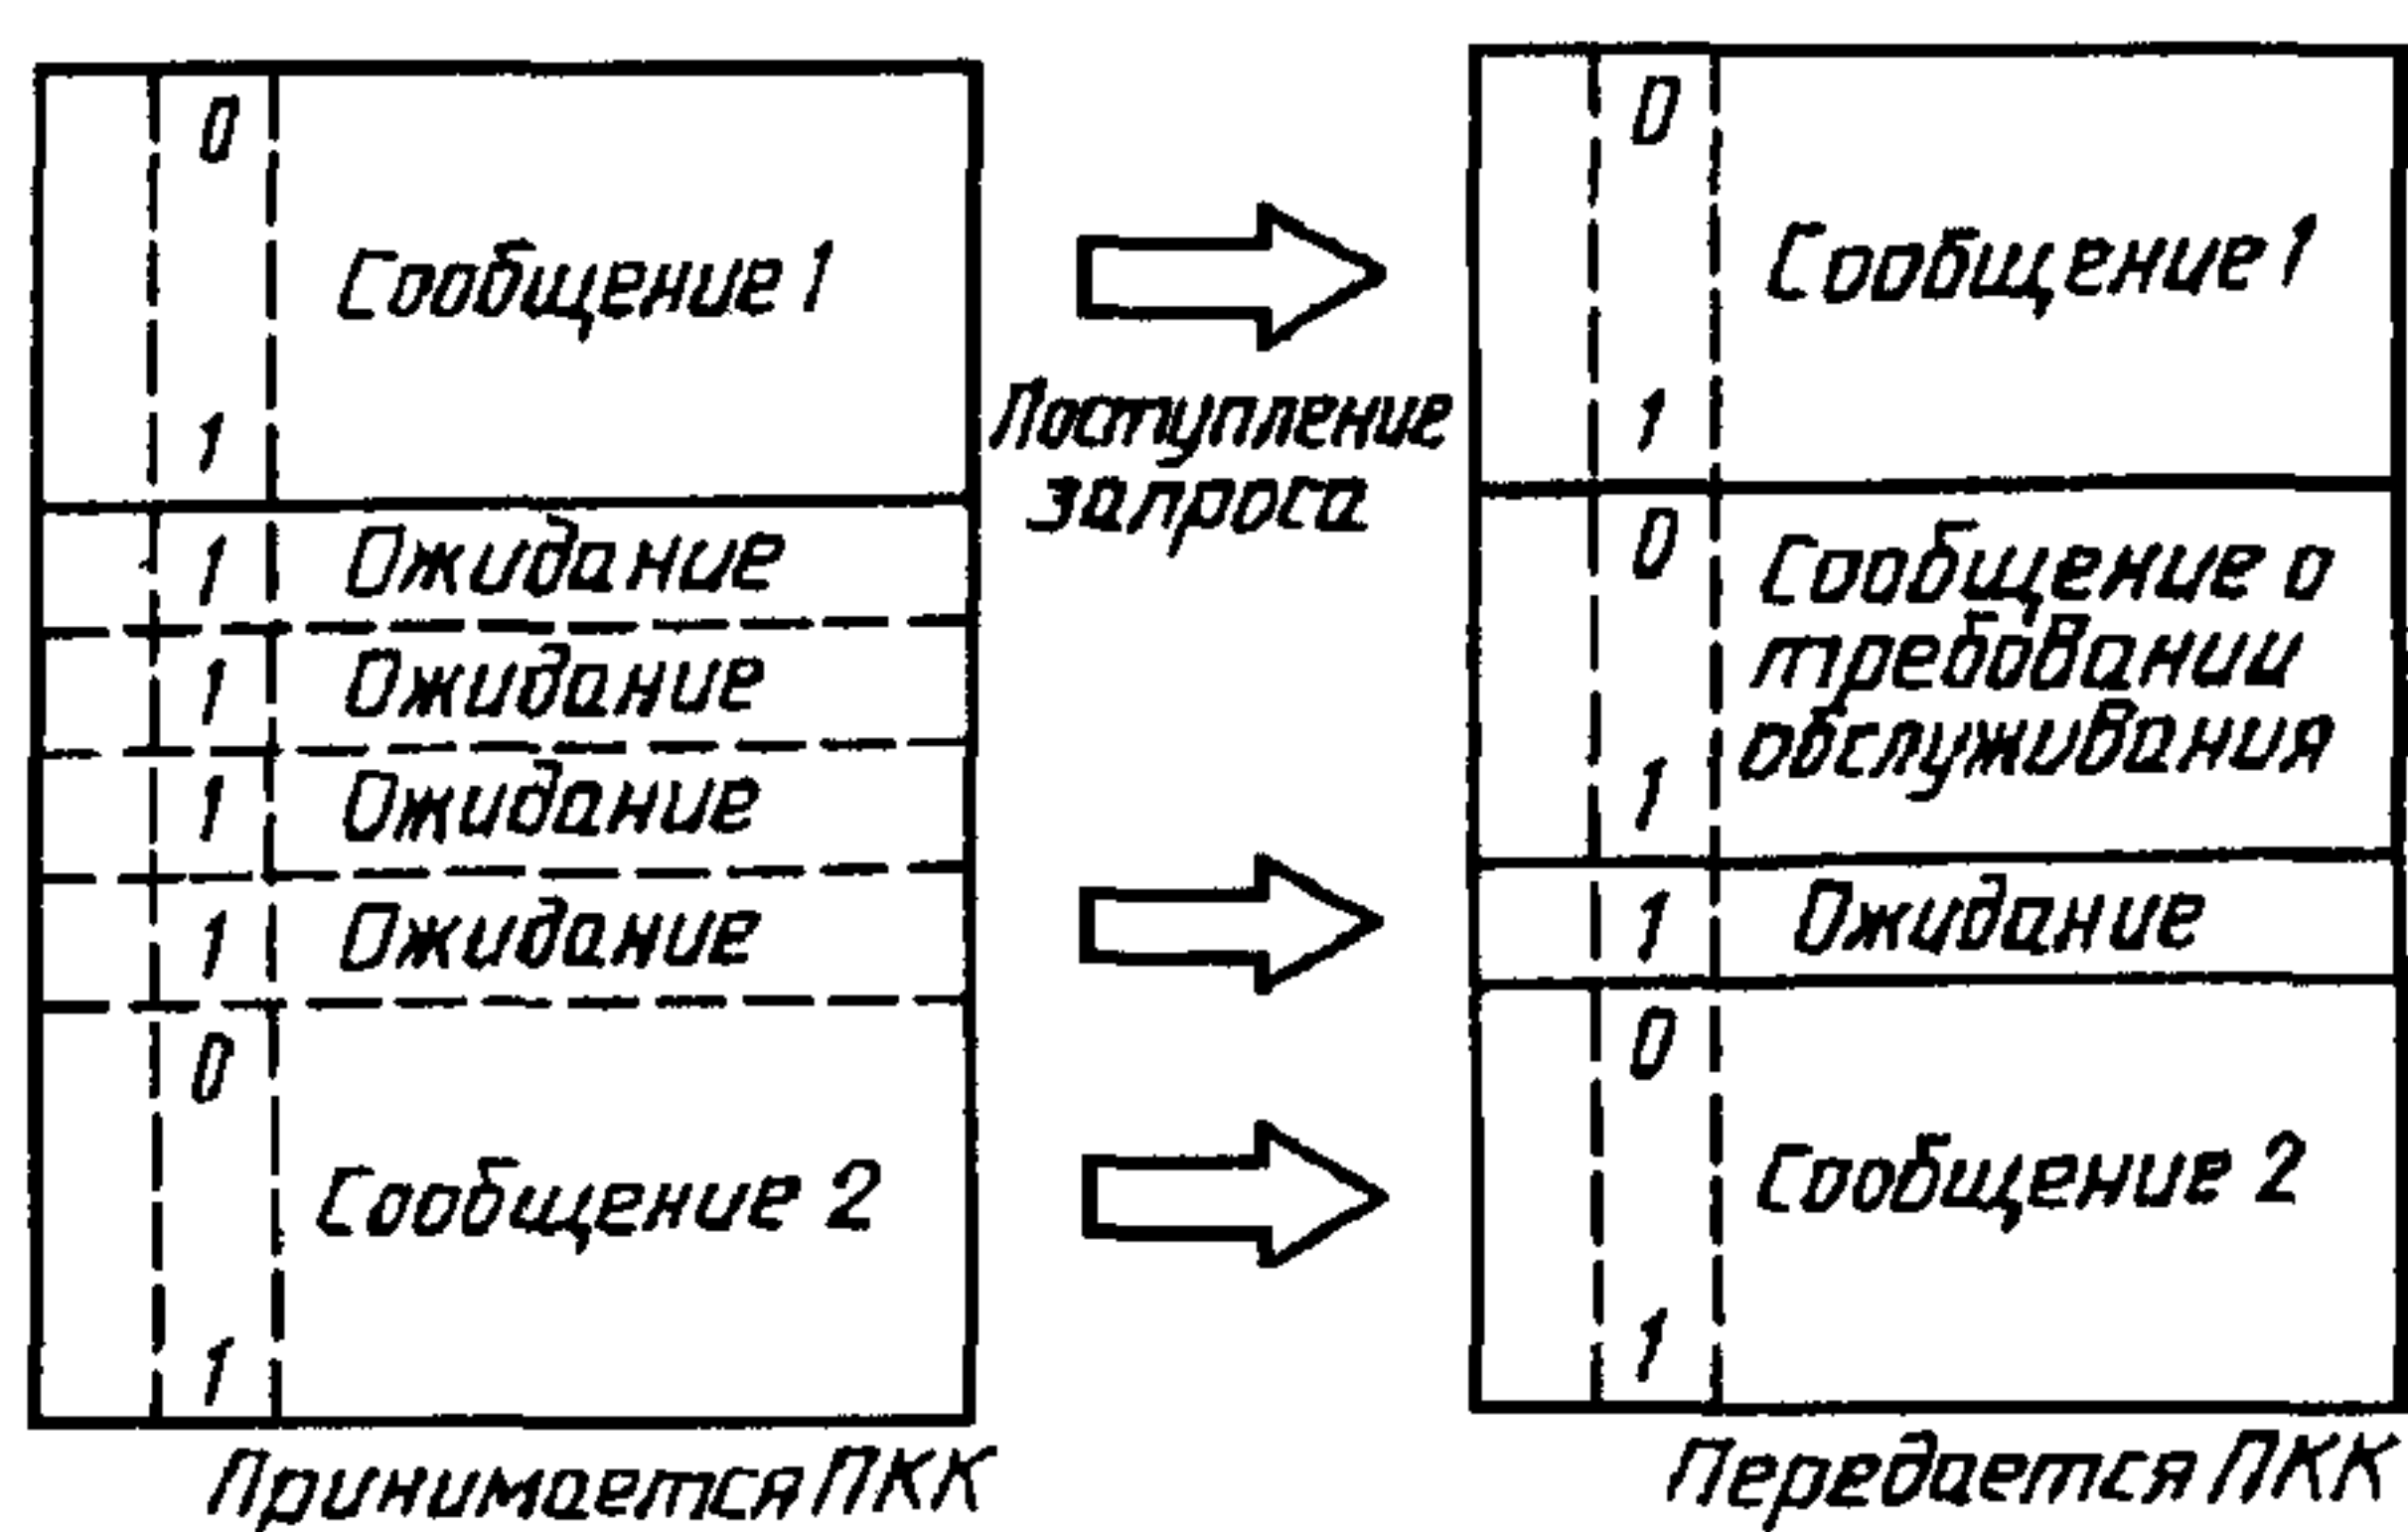 0
Сообщение 1
1
1 Ожидание
1 Ожидание
1 Ожидание
1 Ожидание
0
Сообщение 2
1
Принимается ПКК
Поступление
запроса
0
Сообщение 1
1
0 Сообщение о
требовании
обслуживания
1
1 Ожидание
0
Сообщение 2
1
Передается ПКК